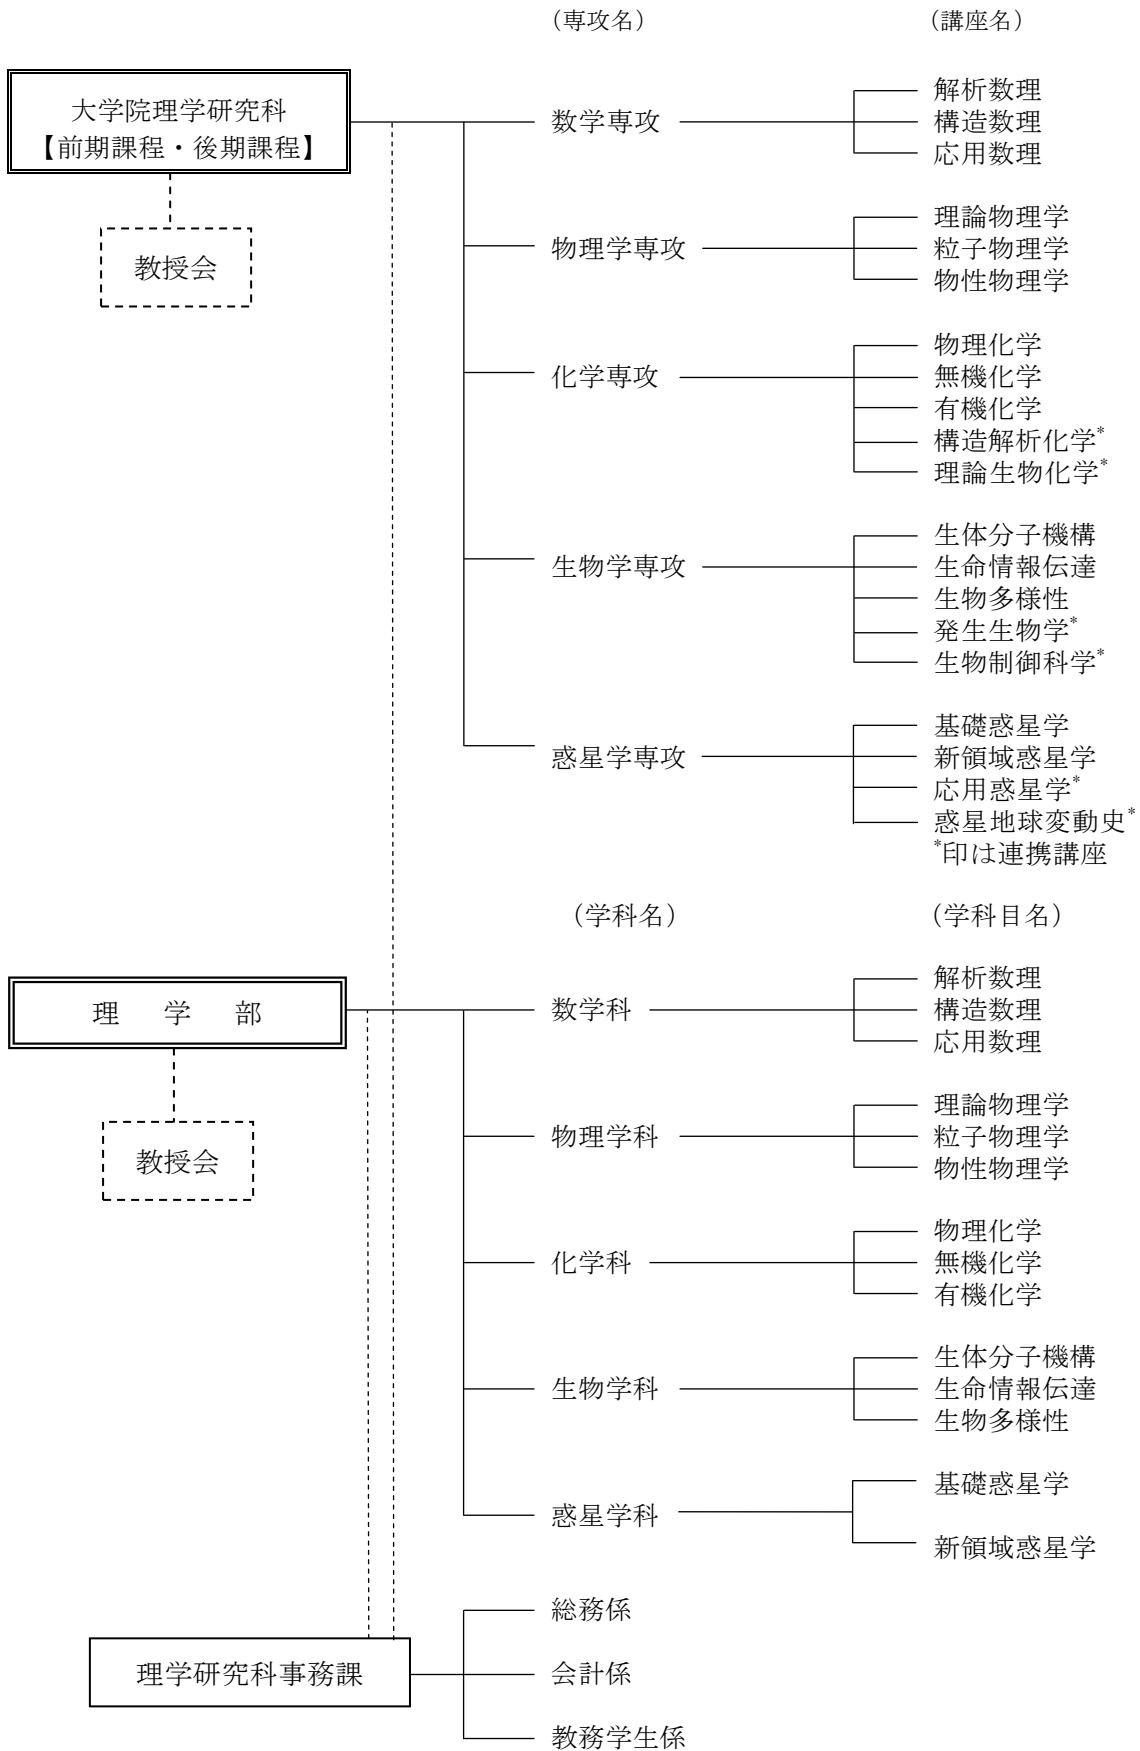 （専攻名）
（講座名）
大学院理学研究科
【前期課程・後期課程】
教授会
数学専攻
解析数理
構造数理
応用数理
物理学専攻
理論物理学
粒子物理学
物性物理学
化学専攻
物理化学
無機化学
有機化学
構造解析化学*
理論生物化学*
生物学専攻
生体分子機構
生命情報伝達
生物多様性
発生生物学*
生物制御科学*
惑星学専攻
基礎惑星学
新領域惑星学
応用惑星学*
惑星地球変動史*
*印は連携講座
（学科名）
（学科目名）
理　学　部
教授会
数学科
解析数理
構造数理
応用数理
物理学科
理論物理学
粒子物理学
物性物理学
化学科
物理化学
無機化学
有機化学
生物学科
生体分子機構
生命情報伝達
生物多様性
惑星学科
基礎惑星学
新領域惑星学
理学研究科事務課
総務係
会計係
教務学生係